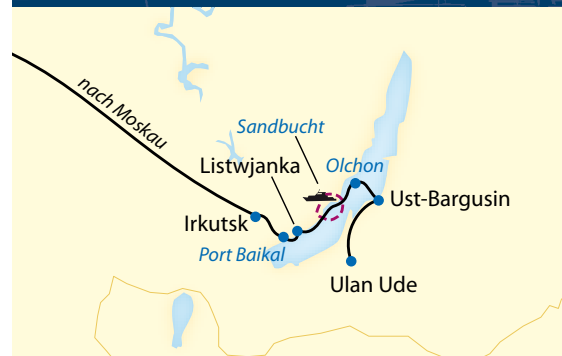 nach Moskau
Sandbucht
Listwjanka
Olchon
Ust-Bargusin
Irkutsk
Port Baikal
Ulan Ude